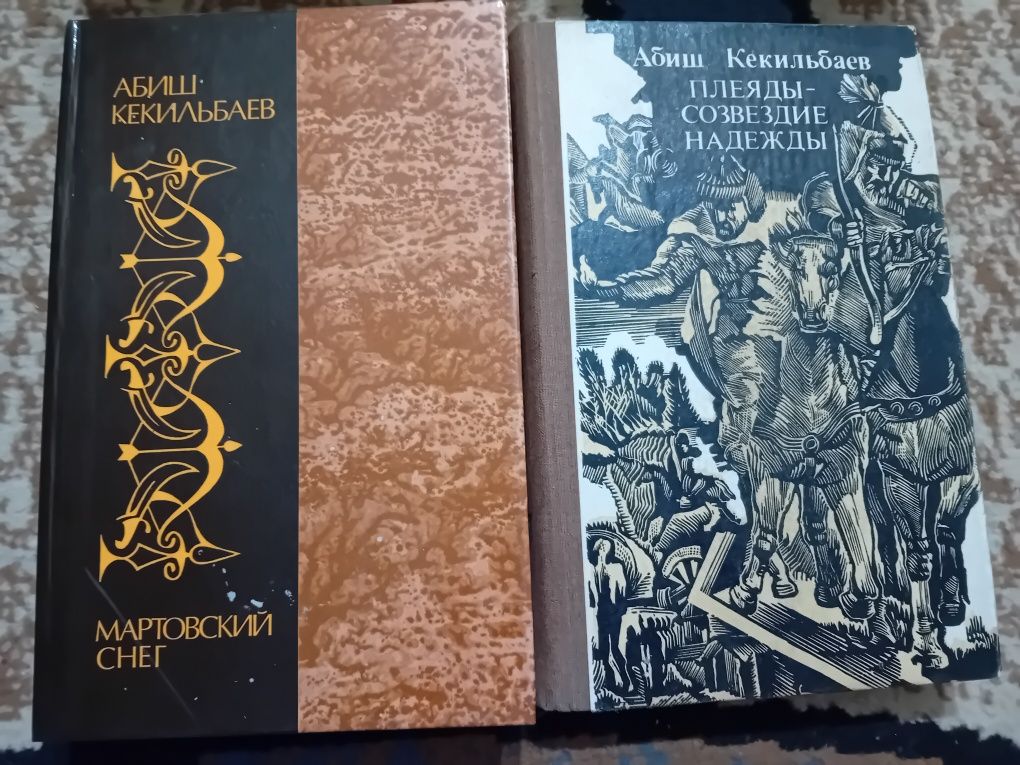 АБИШ
КЕКИЛЬБАЕВ
МАРТОВСКИЙ
СНЕГ
Абиш Кекильбаев
ПЛЕЯДЫ-
СОЗВЕЗДИЕ
НАДЕЖДЫ